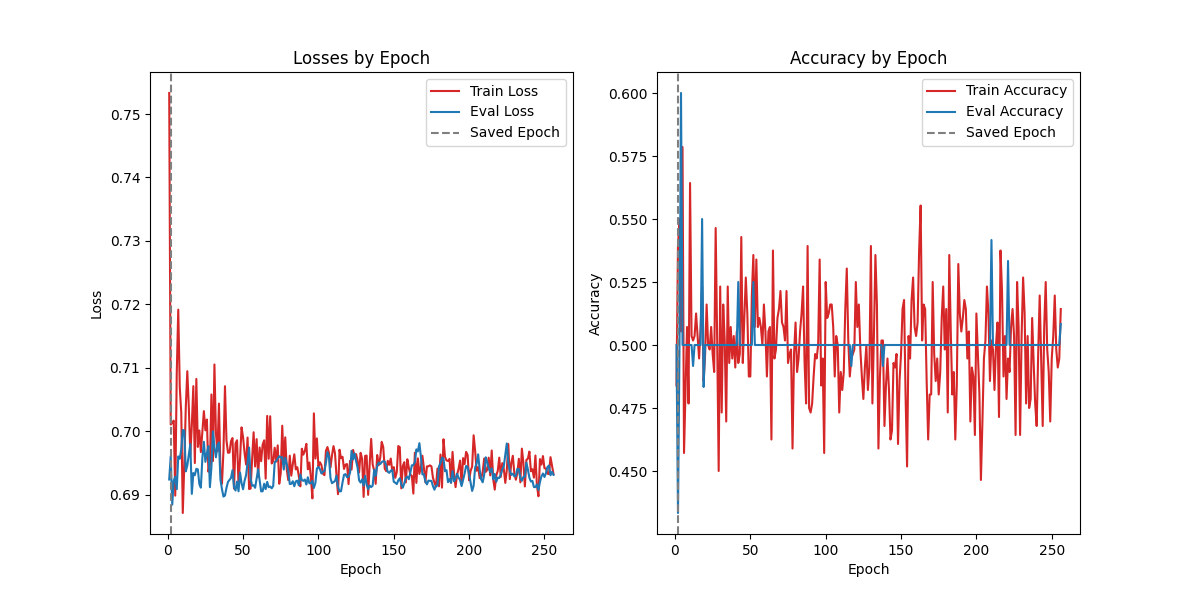 Losses by Epoch
0.75
0.74
0.73
0.72
0.71
0.70
0.69
Loss
0
50
100
150
200
250
Epoch
Train Loss
Eval Loss
Saved Epoch
Accuracy by Epoch
0.600
0.575
0.550
0.525
0.500
0.475
0.450
Accuracy
0
50
100
150
200
250
Epoch
Train Accuracy
Eval Accuracy
Saved Epoch